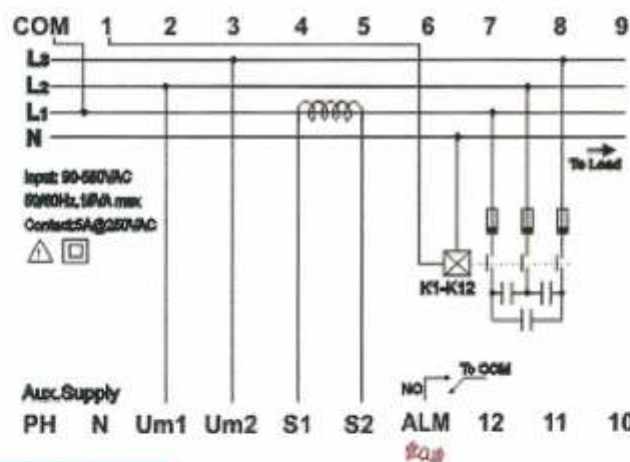 COM 1 2 3 4 5 6 7 8 9
L3
L2
L1
N
To Load
Input: 90-550VAC
50/60Hz, 1
Contact:5A@250VAC
K1-K12
Aux.Supply NO To COM
PH N Um1 Um2 S1 S2 ALM 12 11 10